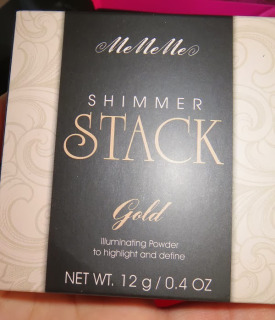 MeMeMe
SHIMMER
STACK
Gold
Illuminating Powder
to highlight and define
NET WT. 12 g / 0.4 OZ